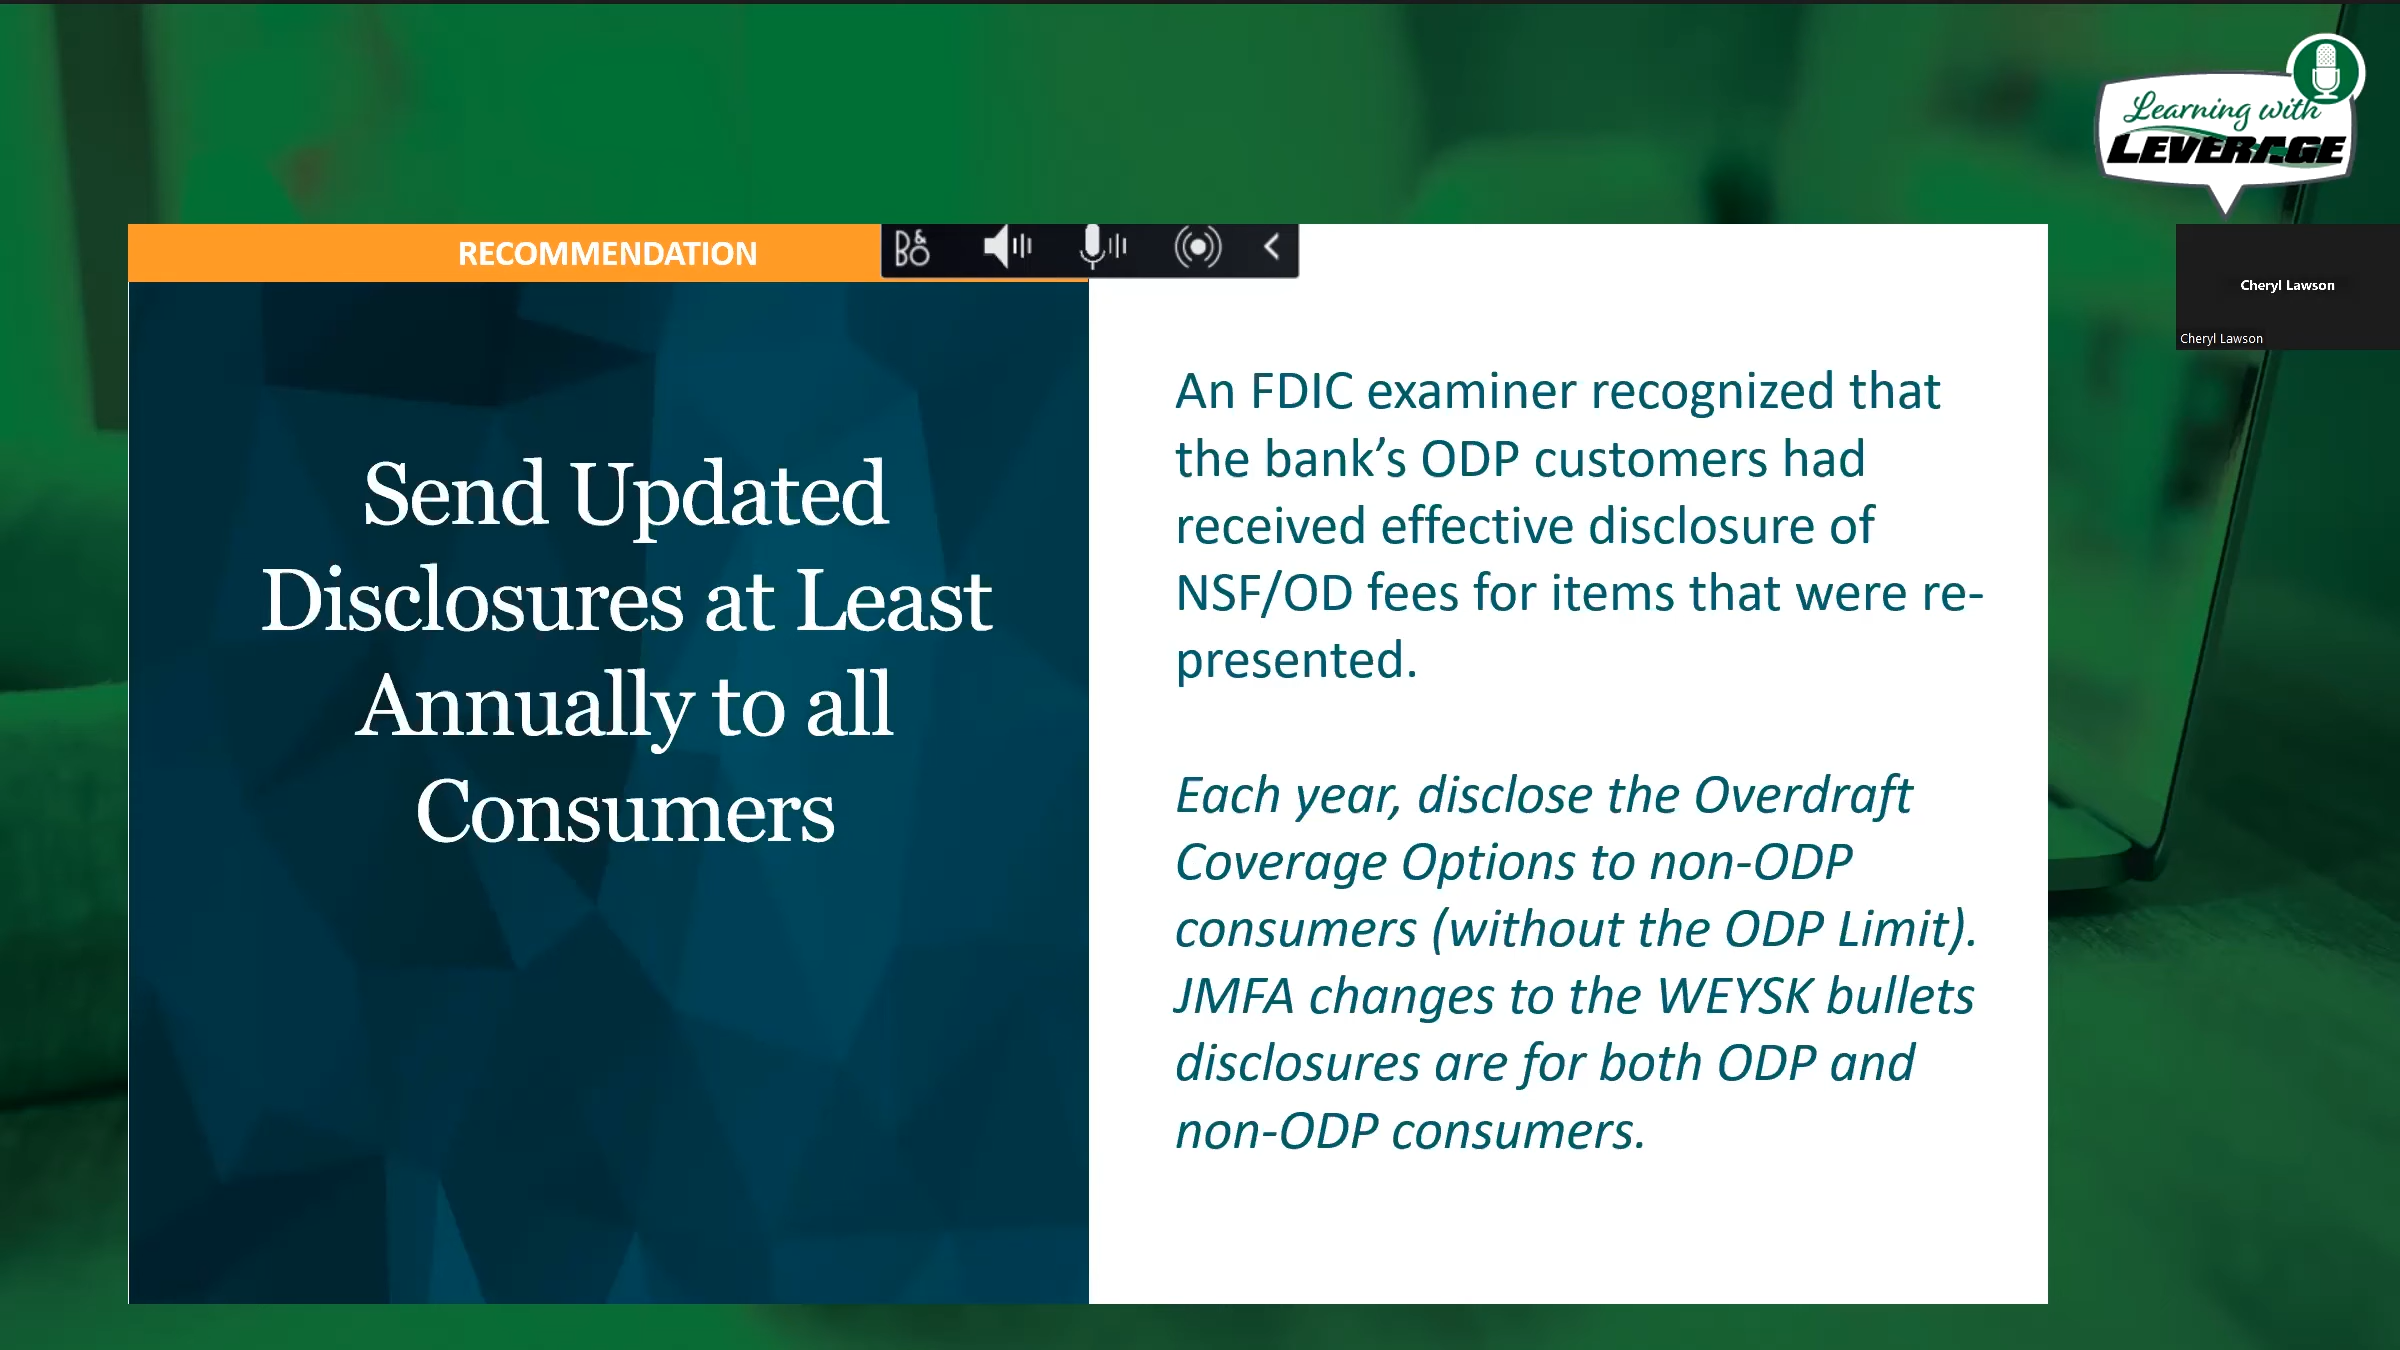 Learning with
LEVERAGE
RECOMMENDATION
B&O
Cheryl Lawson
Cheryl Lawson
Send Updated
Disclosures at Least
Annually to all
Consumers
An FDIC examiner recognized that
the bank’s ODP customers had
received effective disclosure of
NSF/OD fees for items that were re-
presented.
Each year, disclose the Overdraft
Coverage Options to non-ODP
consumers (without the ODP Limit).
JMFA changes to the WEYSK bullets
disclosures are for both ODP and
non-ODP consumers.